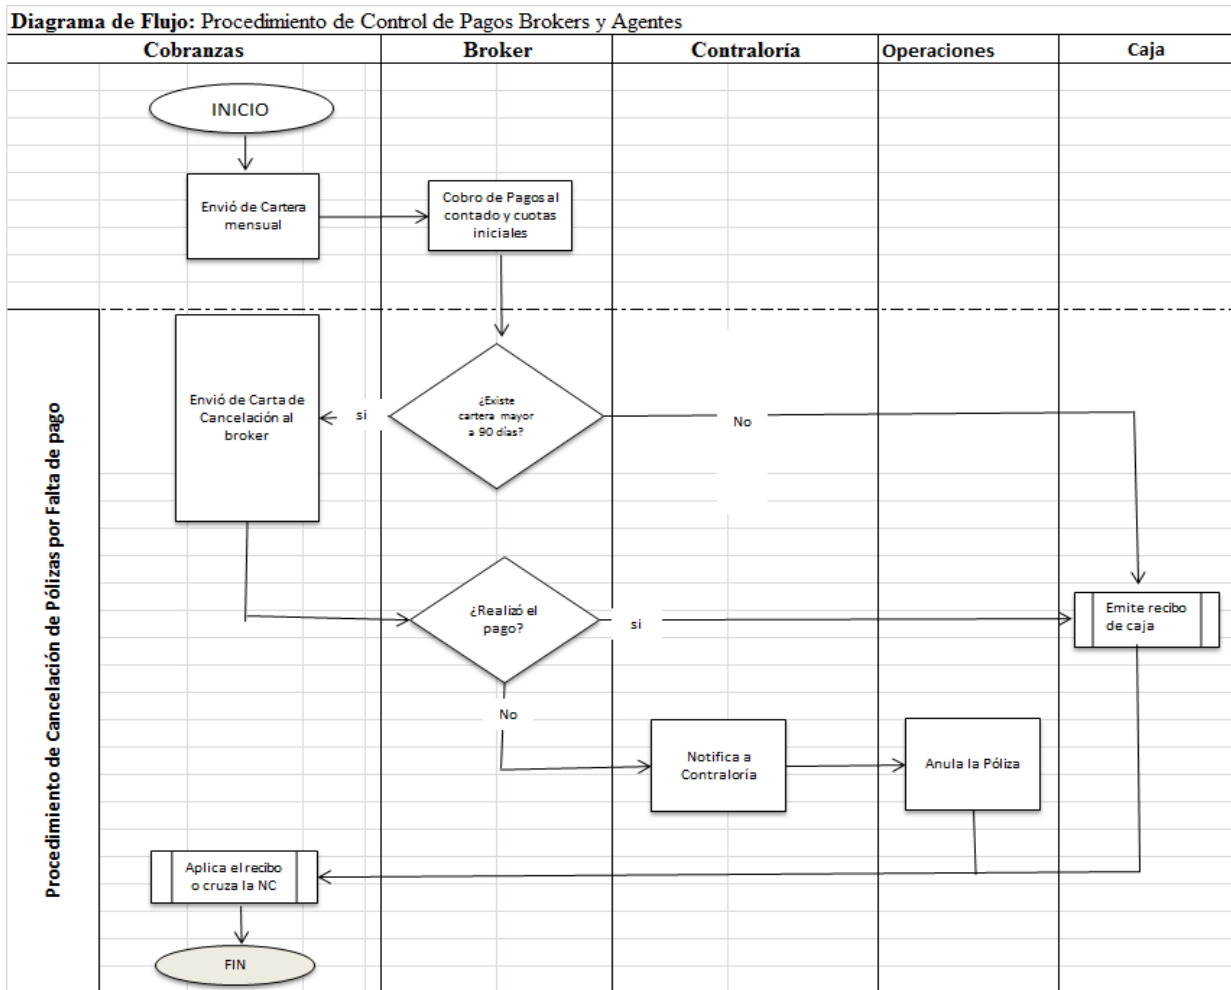 Diagrama de Flujo: Procedimiento de Control de Pagos Brokers y Agentes
Cobranzas
Broker
Contraloría
Operaciones
Caja
INICIO
Envió de Cartera
mensual
Cobro de Pagos al
contado y cuotas
iniciales
Procedimiento de Cancelación de Pólizas por Falta de pago
Envió de Carta de
Cancelación al
broker
si
¿Existe
cartera mayor
a 90 días?
No
¿Realizó el
pago?
si
Emite recibo
de caja
No
Notifica a
Contraloría
Anula la Póliza
Aplica el recibo
o cruza la NC
FIN